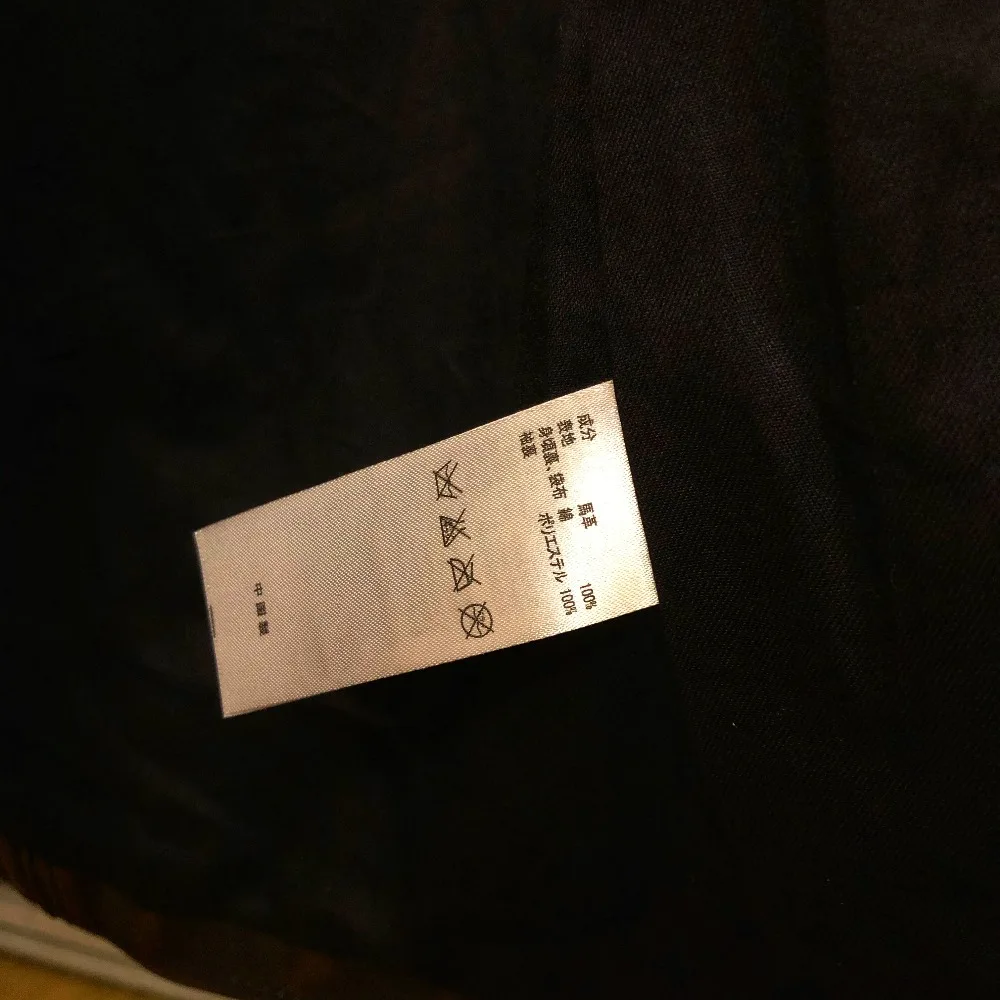 成分
表地 馬革
身頃裏、袋布 綿 100%
袖裏 ポリエステル 100%
中国製